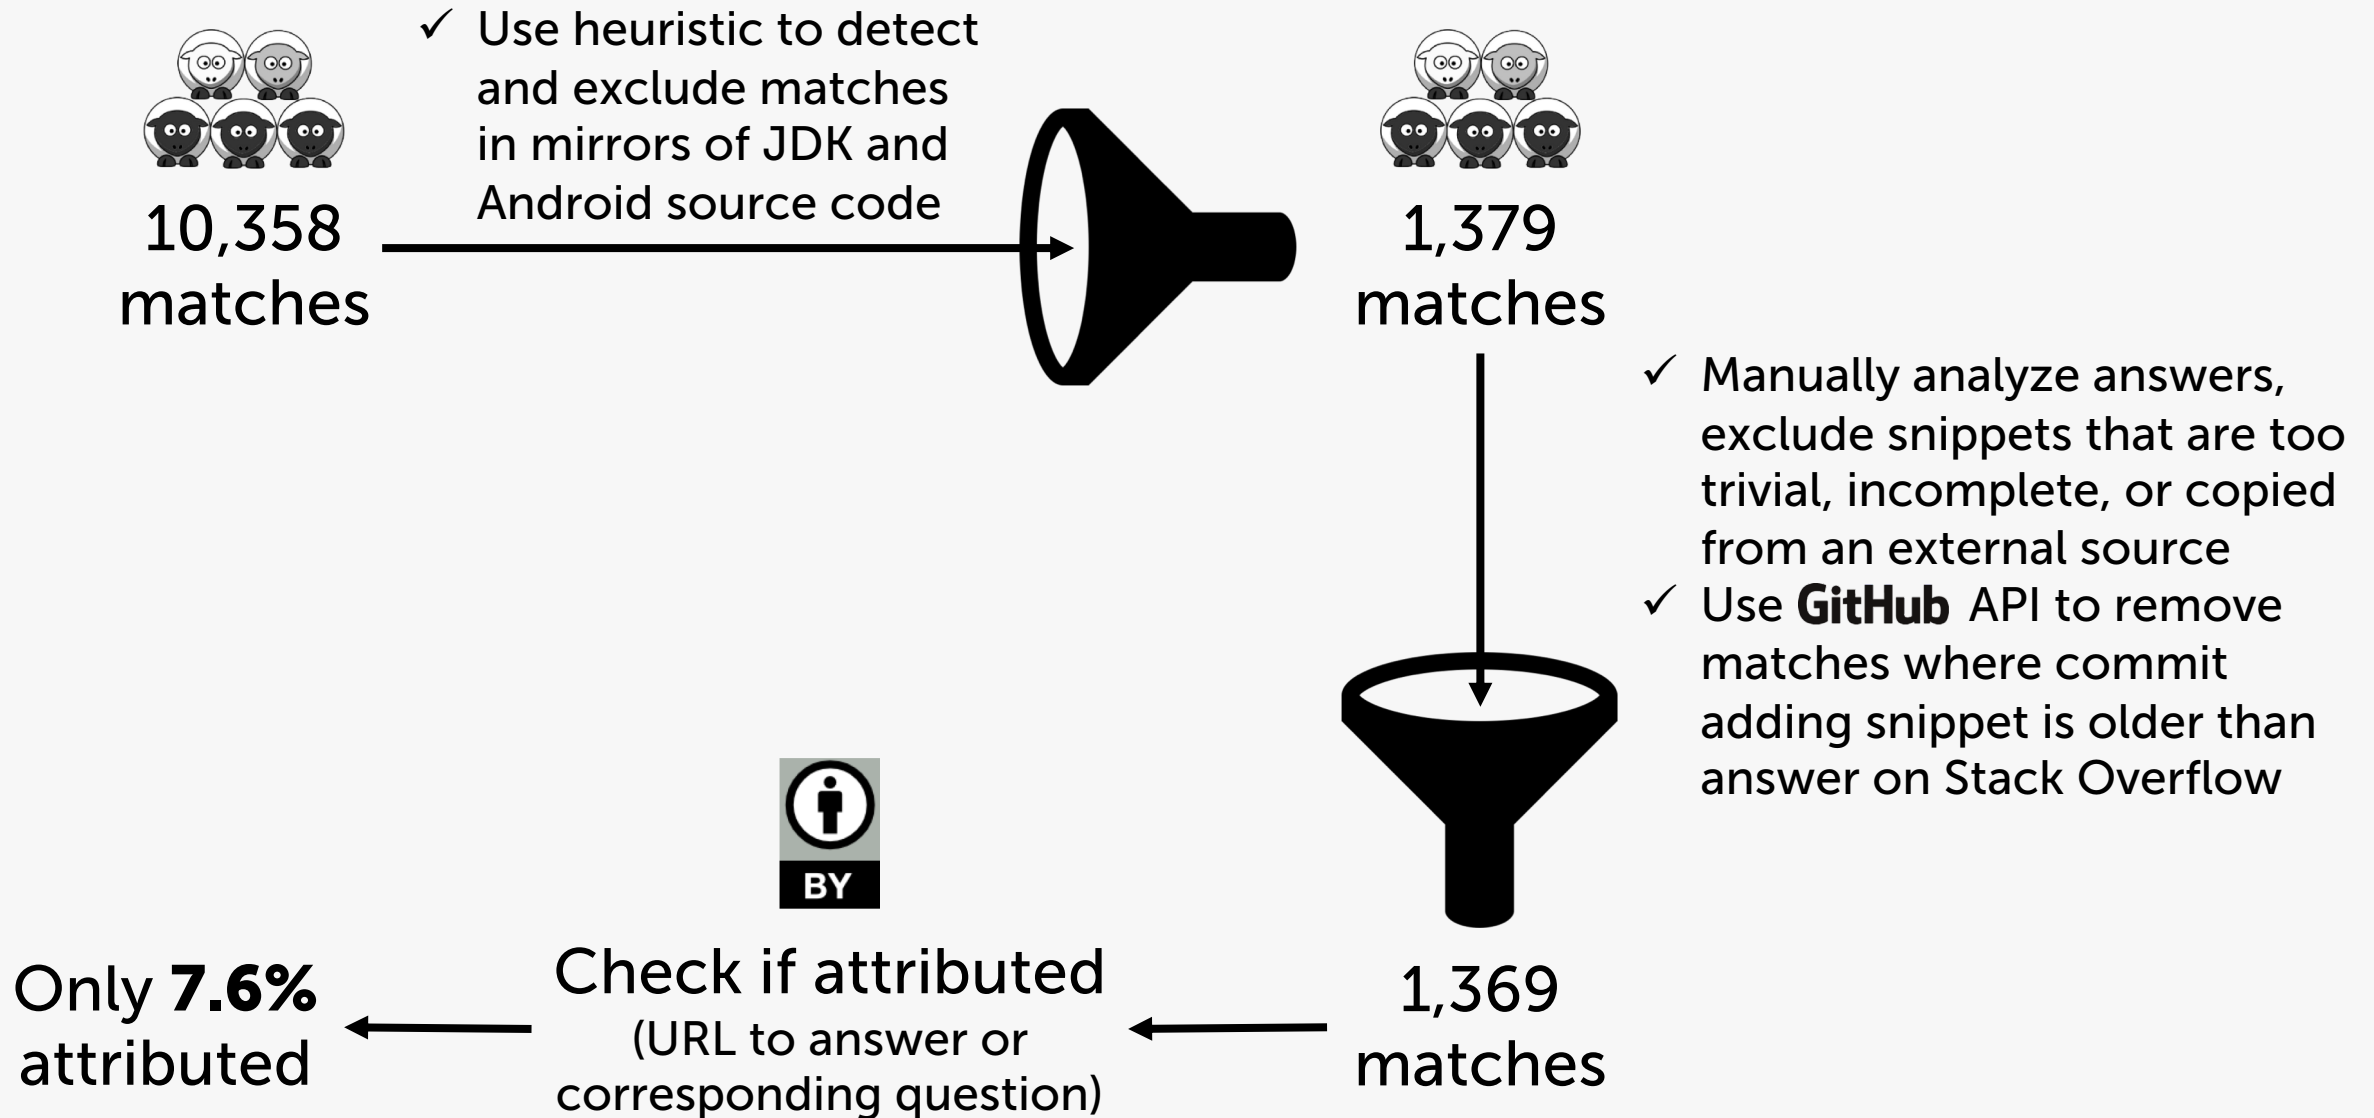 ✓ Use heuristic to detect
and exclude matches
in mirrors of JDK and
Android source code
10,358
matches
1,379
matches
✓ Manually analyze answers,
exclude snippets that are too
trivial, incomplete, or copied
from an external source
✓ Use GitHub API to remove
matches where commit
adding snippet is older than
answer on Stack Overflow
1,369
matches
BY
Check if attributed
(URL to answer or
corresponding question)
Only 7.6%
attributed